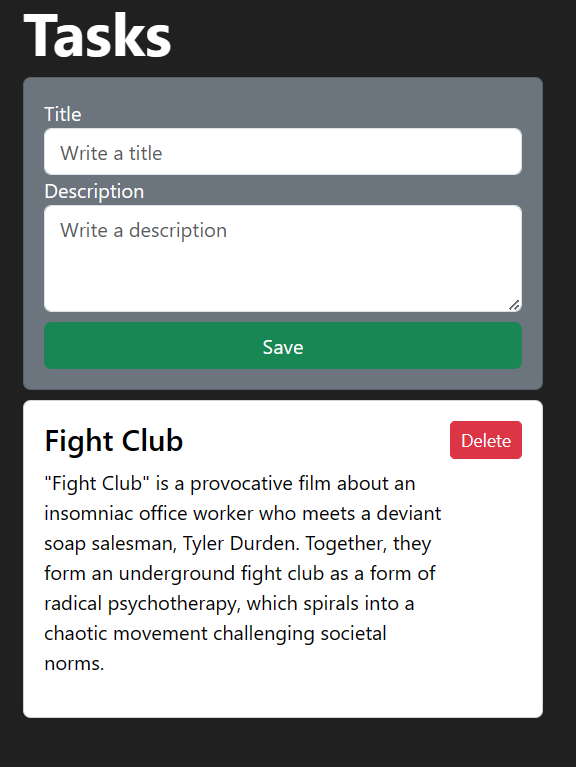 Tasks
Title
Write a title
Description
Write a description
Save
Fight Club
Delete
"Fight Club" is a provocative film about an
insomniac office worker who meets a deviant
soap salesman, Tyler Durden. Together, they
form an underground fight club as a form of
radical psychotherapy, which spirals into a
chaotic movement challenging societal
norms.